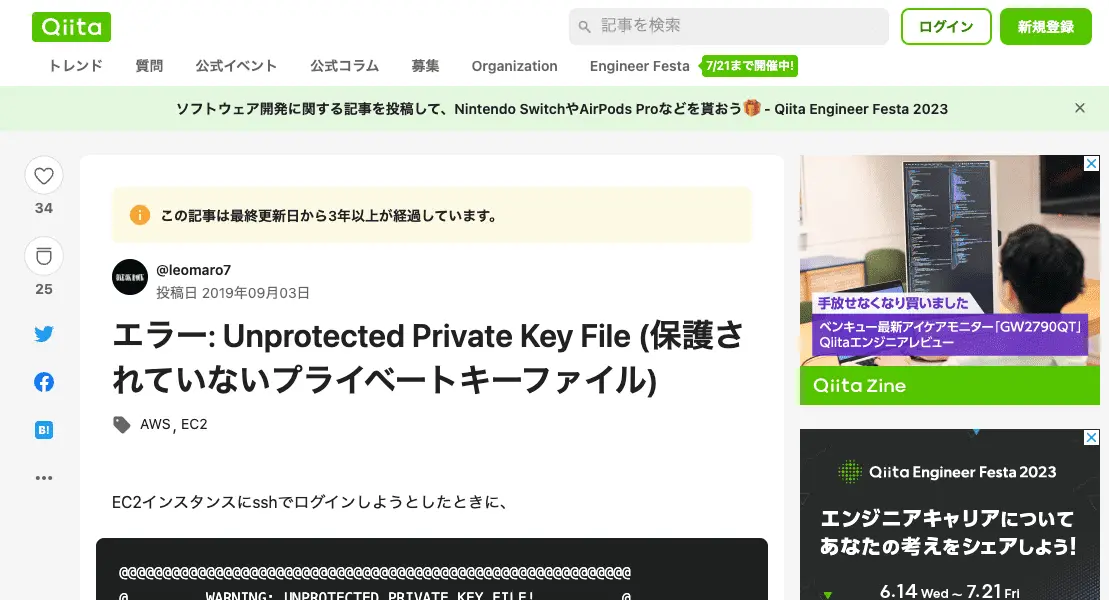 Qiita
記事を検索
ログイン
新規登録
トレンド 質問 公式イベント 公式コラム 募集 Organization Engineer Festa 7/21まで開催中!
ソフトウェア開発に関する記事を投稿して、Nintendo SwitchやAirPods Proなどを貰おう🎁 - Qiita Engineer Festa 2023
34
25
B!
この記事は最終更新日から3年以上が経過しています。
@leomaro7
投稿日 2019年09月03日
エラー: Unprotected Private Key File (保護さ
れていないプライベートキーファイル)
AWS, EC2
EC2インスタンスにsshでログインしようとしたときに、
@@@@@@@@@@@@@@@@@@@@@@@@@@@@@@@@@@@@@@@@@@@@@@@@@@@@@@@@@@@
@         WARNING: UNPROTECTED PRIVATE KEY FILE!          @
手放せなくなり買いました
ベンキュー最新アイケアモニター「GW2790QT」
Qiitaエンジニアレビュー
Qiita Zine
Qiita Engineer Festa 2023
エンジニアキャリアについて
あなたの考えをシェアしよう!
6.14 Wed ~ 7.21 Fri